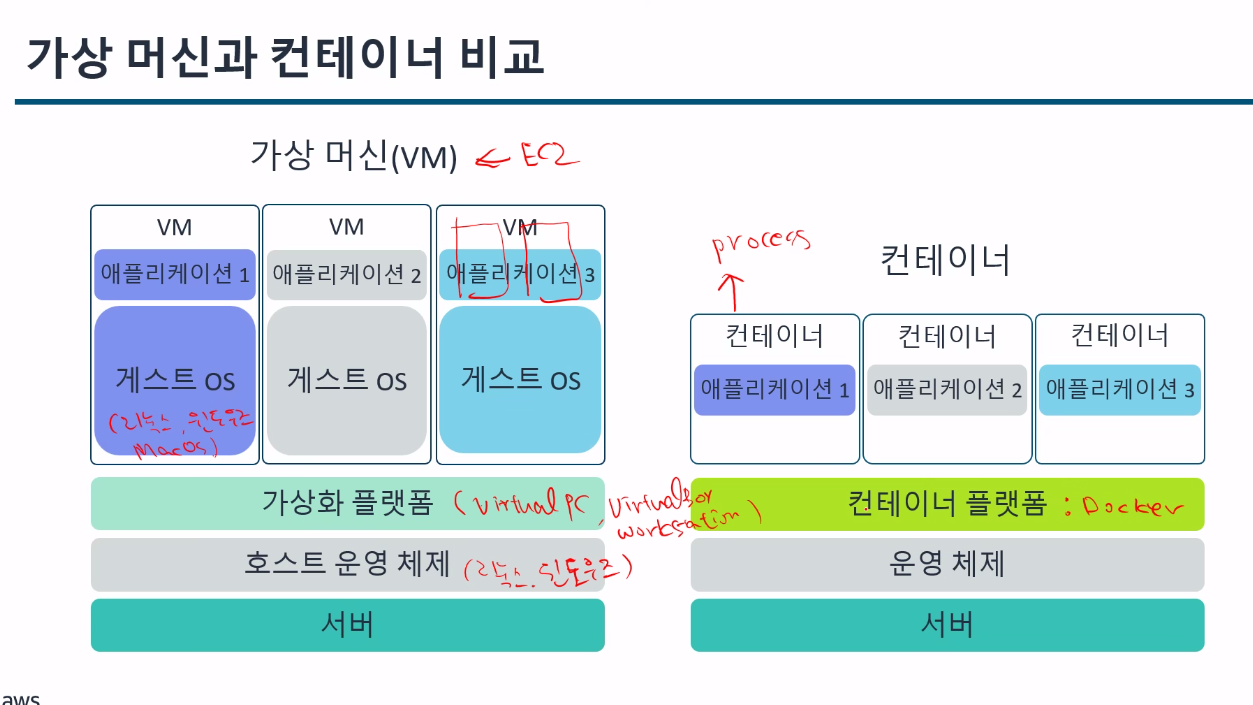 가상 머신과 컨테이너 비교
가상 머신(VM) ← EC2
VM VM VM
애플리케이션 1 애플리케이션 2 애플리케이션 3
게스트 OS 게스트 OS 게스트 OS
(리눅스, 윈도우즈
MacOS)
가상화 플랫폼 (Virtual PC, Virtualbox
worksation)
호스트 운영 체제 (리눅스, 윈도우즈)
서버
process
컨테이너
컨테이너 컨테이너 컨테이너
애플리케이션 1 애플리케이션 2 애플리케이션 3
컨테이너 플랫폼 : Docker
운영 체제
서버
aws